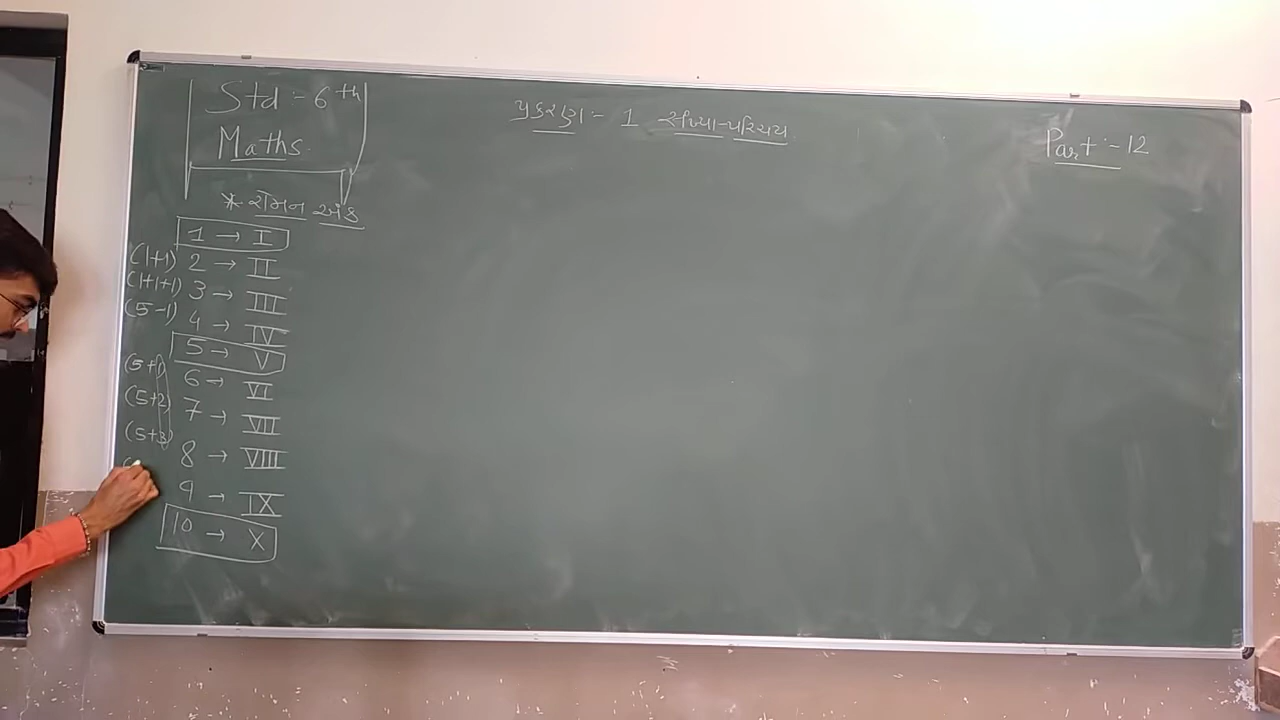 Std :- 6th
Maths.
પ્રકરણ :- 1 સંખ્યા-પરિચય
Part :- 12
* રોમન અંક
1 → I
(1+1) 2 → II
(1+1+1) 3 → III
(5-1) 4 → IV
5 → V
(5+1) 6 → VI
(5+2) 7 → VII
(5+3) 8 → VIII
9 → IX
10 → X